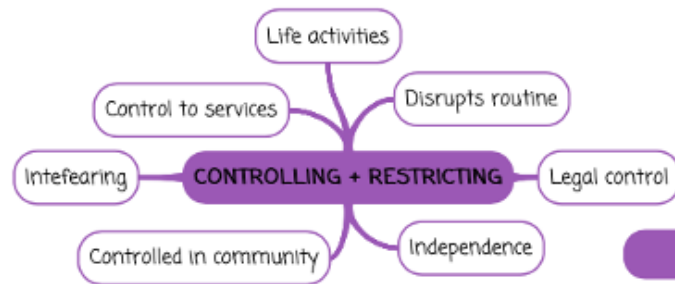 Life activities
Control to services
Disrupts routine
Intefearing
CONTROLLING + RESTRICTING
Legal control
Controlled in community
Independence